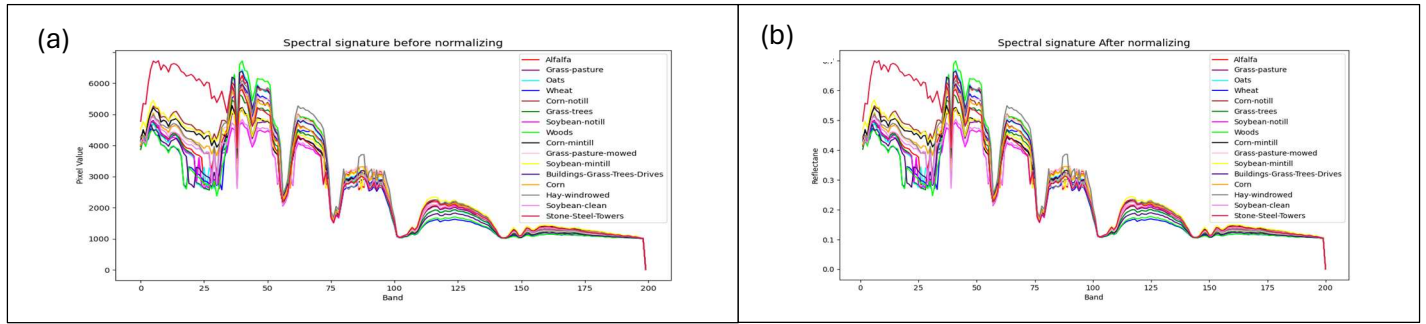 (a)
Spectral signature before normalizing
Pixel Value
6000
5000
4000
3000
2000
1000
0
0
25
50
75
100
125
150
175
200
Band
Alfalfa
Grass-pasture
Oats
Wheat
Corn-notill
Grass-trees
Soybean-notill
Woods
Corn-mintill
Grass-pasture-mowed
Soybean-mintill
Buildings-Grass-Trees-Drives
Corn
Hay-windrowed
Soybean-clean
Stone-Steel-Towers
(b)
Spectral signature After normalizing
Reflectane
0.6
0.5
0.4
0.3
0.2
0.1
0.0
0
25
50
75
100
125
150
175
200
Band
Alfalfa
Grass-pasture
Oats
Wheat
Corn-notill
Grass-trees
Soybean-notill
Woods
Corn-mintill
Grass-pasture-mowed
Soybean-mintill
Buildings-Grass-Trees-Drives
Corn
Hay-windrowed
Soybean-clean
Stone-Steel-Towers